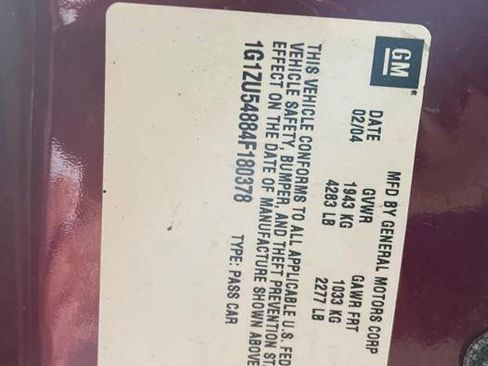 GM
®
MFD BY GENERAL MOTORS CORP
DATE GVWR GAWR FRT
02/04 1943 KG 1033 KG
4283 LB 2277 LB
THIS VEHICLE CONFORMS TO ALL APPLICABLE U.S. FED
VEHICLE SAFETY, BUMPER, AND THEFT PREVENTION ST
EFFECT ON THE DATE OF MANUFACTURE SHOWN ABOVE
1G1ZU54884F180378 TYPE: PASS CAR